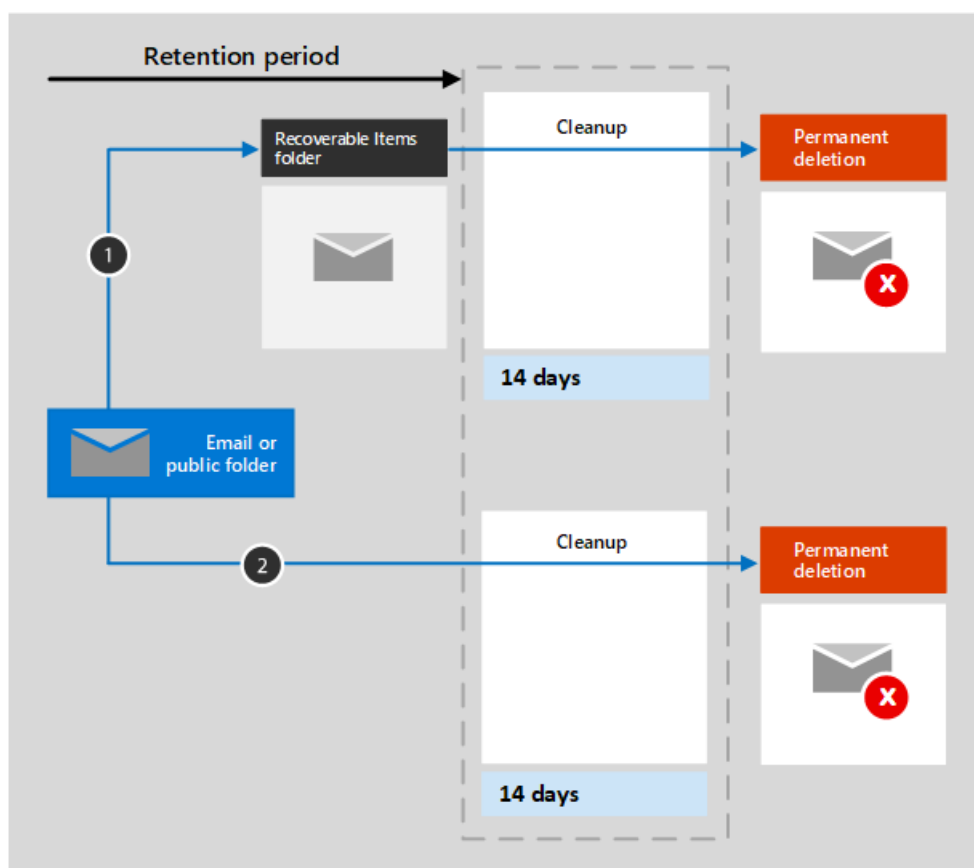 Retention period
Recoverable Items
folder
Cleanup
Permanent
deletion
1
X
14 days
Email or
public folder
2
Cleanup
Permanent
deletion
X
14 days